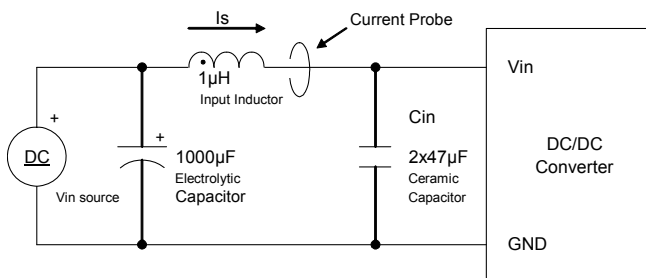 Is
Current Probe
1µH
Input Inductor
Vin
+
DC
Vin source
+
1000µF
Electrolytic
Capacitor
Cin
2x47µF
Ceramic
Capacitor
DC/DC
Converter
GND